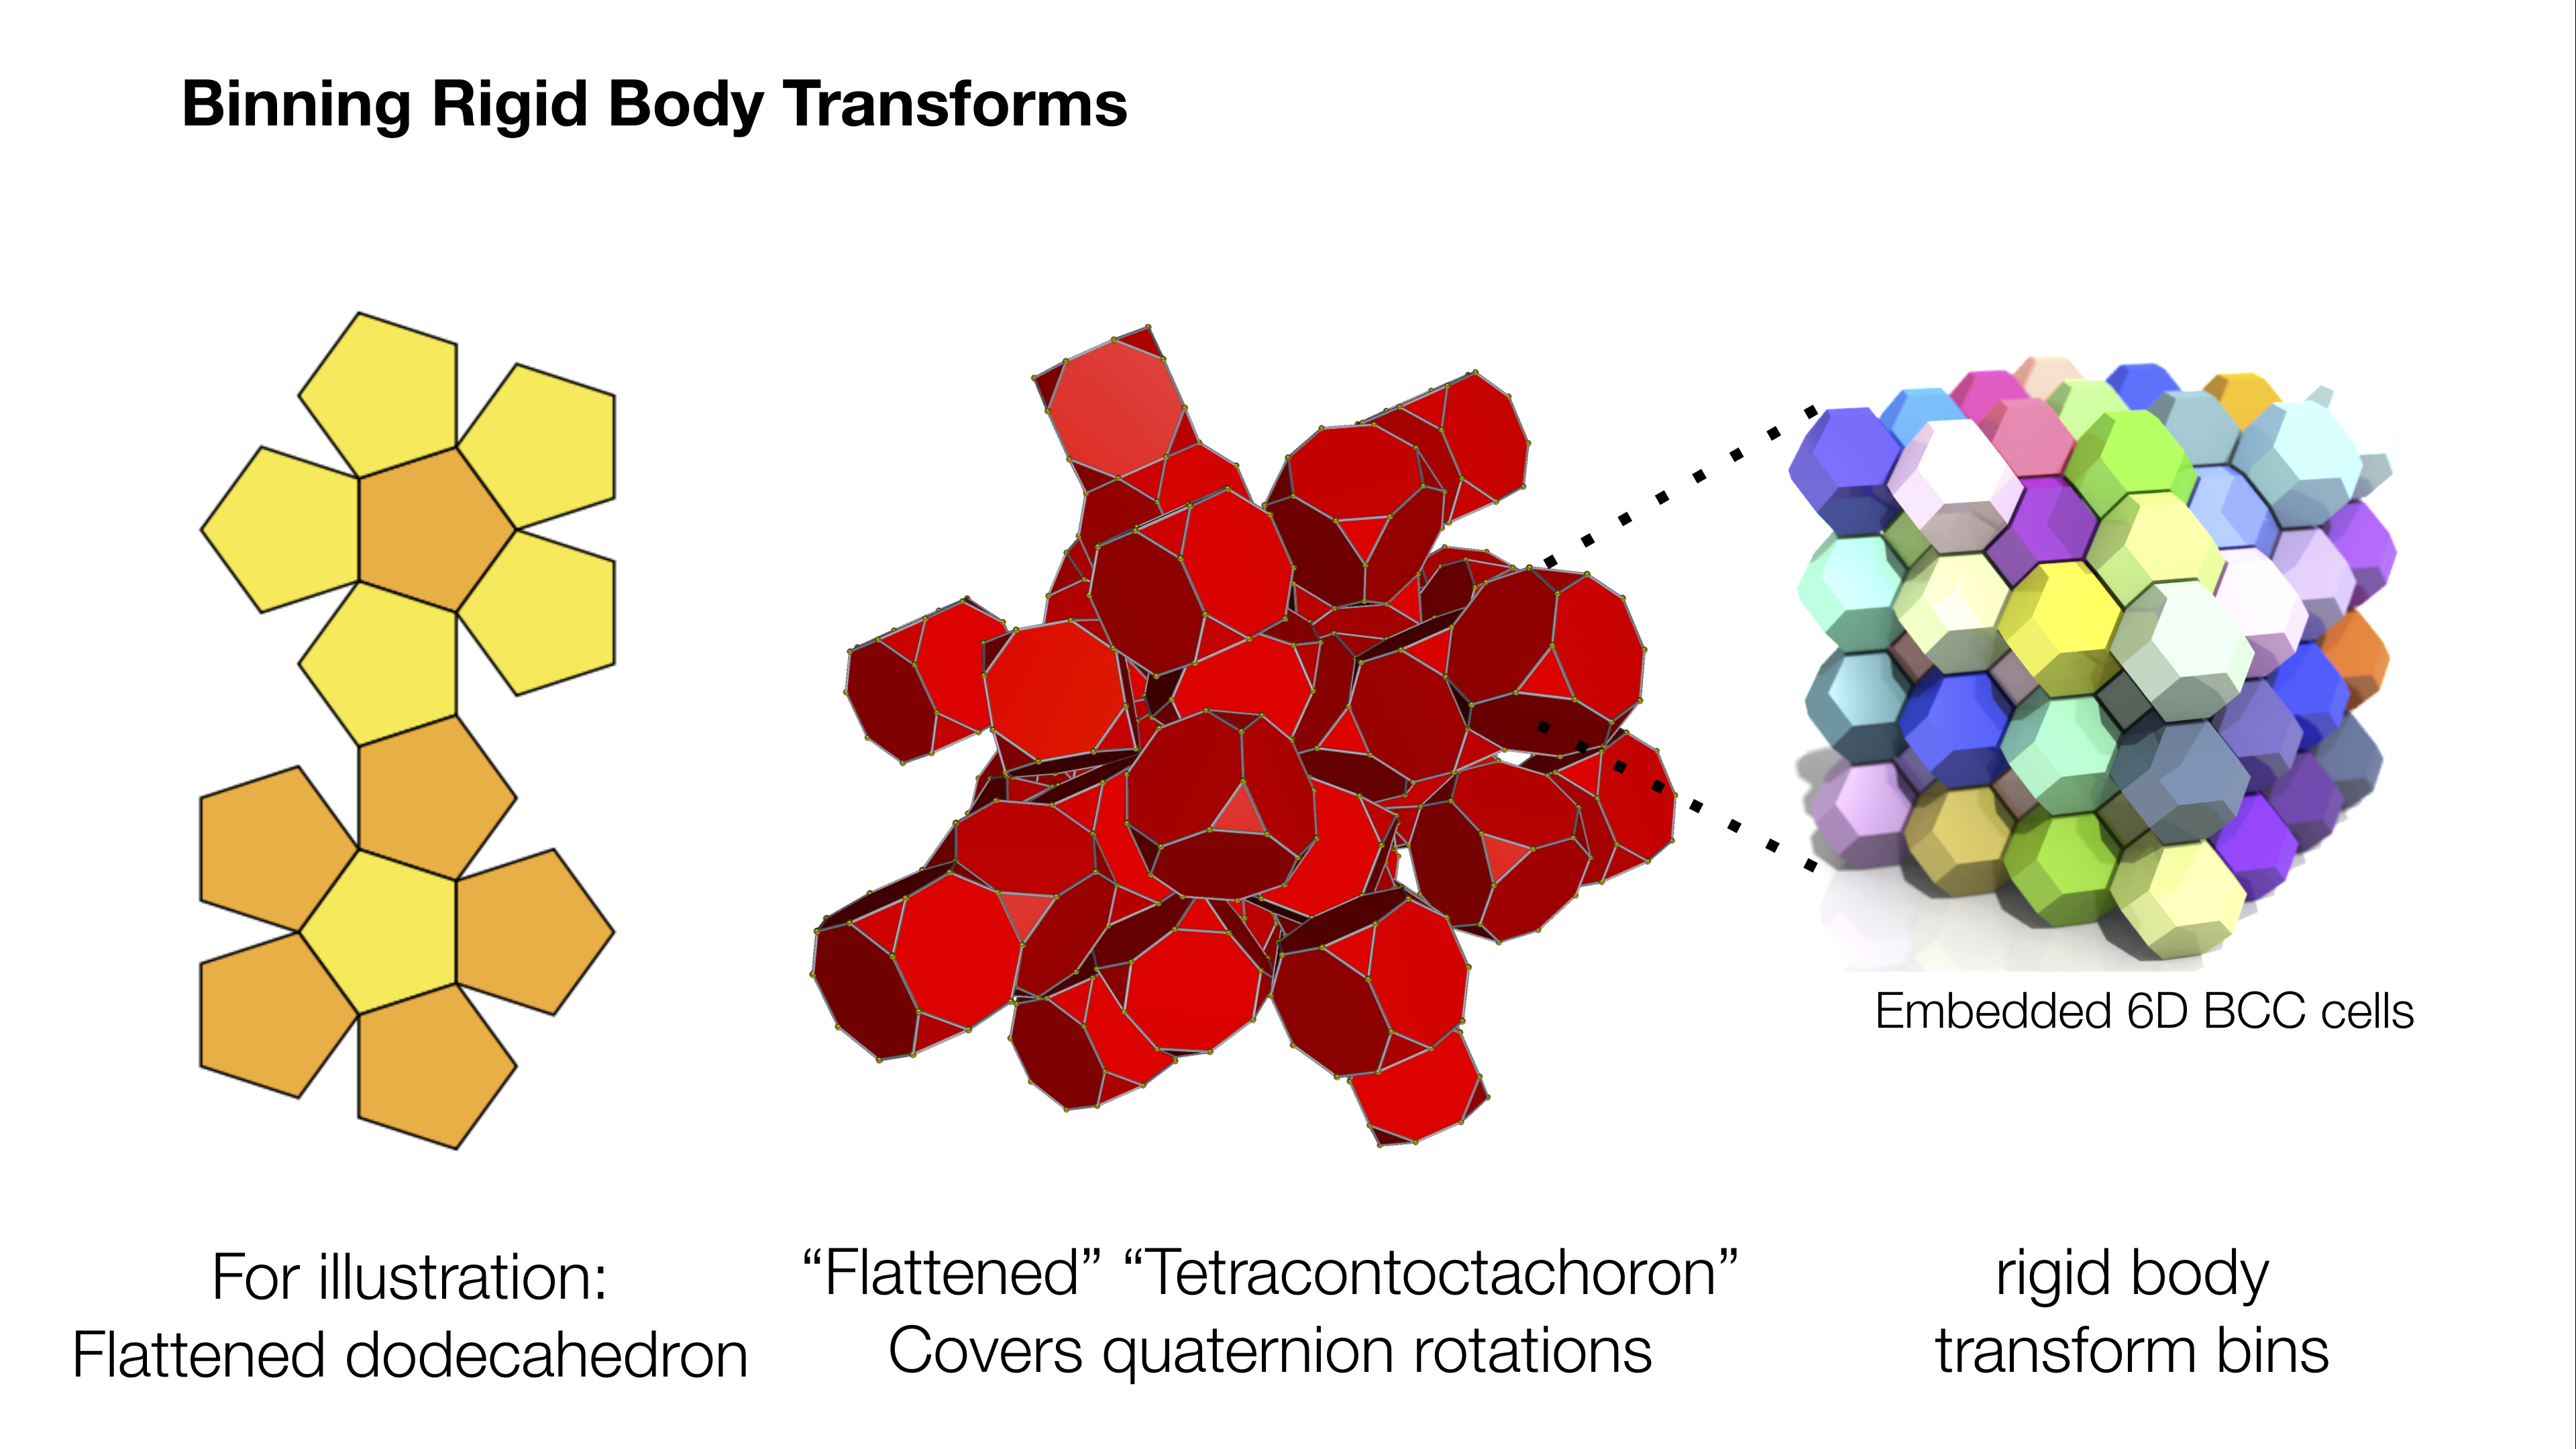 Binning Rigid Body Transforms
Embedded 6D BCC cells
For illustration:
Flattened dodecahedron
“Flattened” “Tetracontoctachoron”
Covers quaternion rotations
rigid body
transform bins